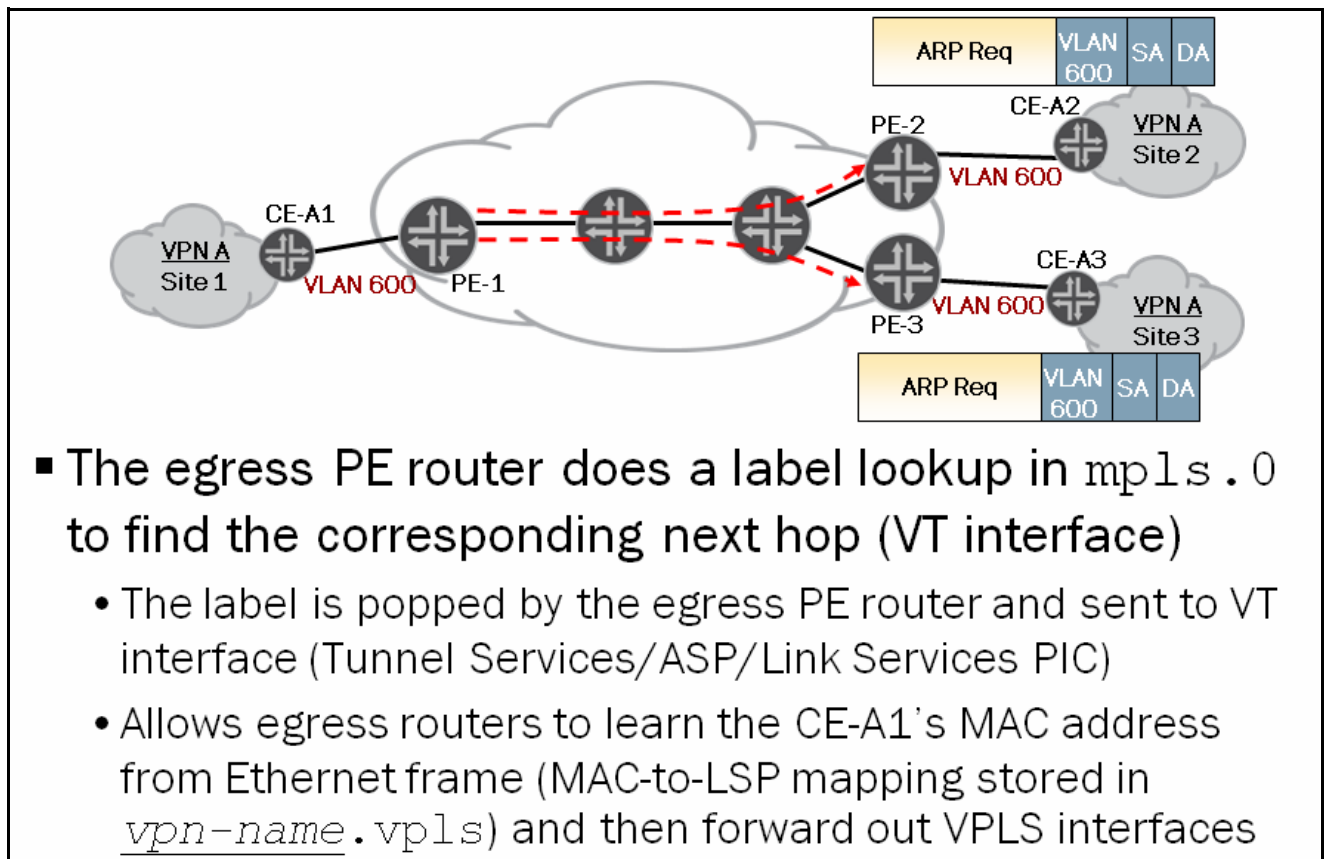 ARP Req VLAN 600 SA DA
CE-A2
PE-2
VPN A
Site 2
VLAN 600
CE-A1
VPN A
Site 1
VLAN 600
PE-1
CE-A3
VLAN 600
PE-3
VPN A
Site 3
ARP Req VLAN 600 SA DA
▪ The egress PE router does a label lookup in mpls.0
to find the corresponding next hop (VT interface)
• The label is popped by the egress PE router and sent to VT
interface (Tunnel Services/ASP/Link Services PIC)
• Allows egress routers to learn the CE-A1's MAC address
from Ethernet frame (MAC-to-LSP mapping stored in
vpn-name.vpls) and then forward out VPLS interfaces